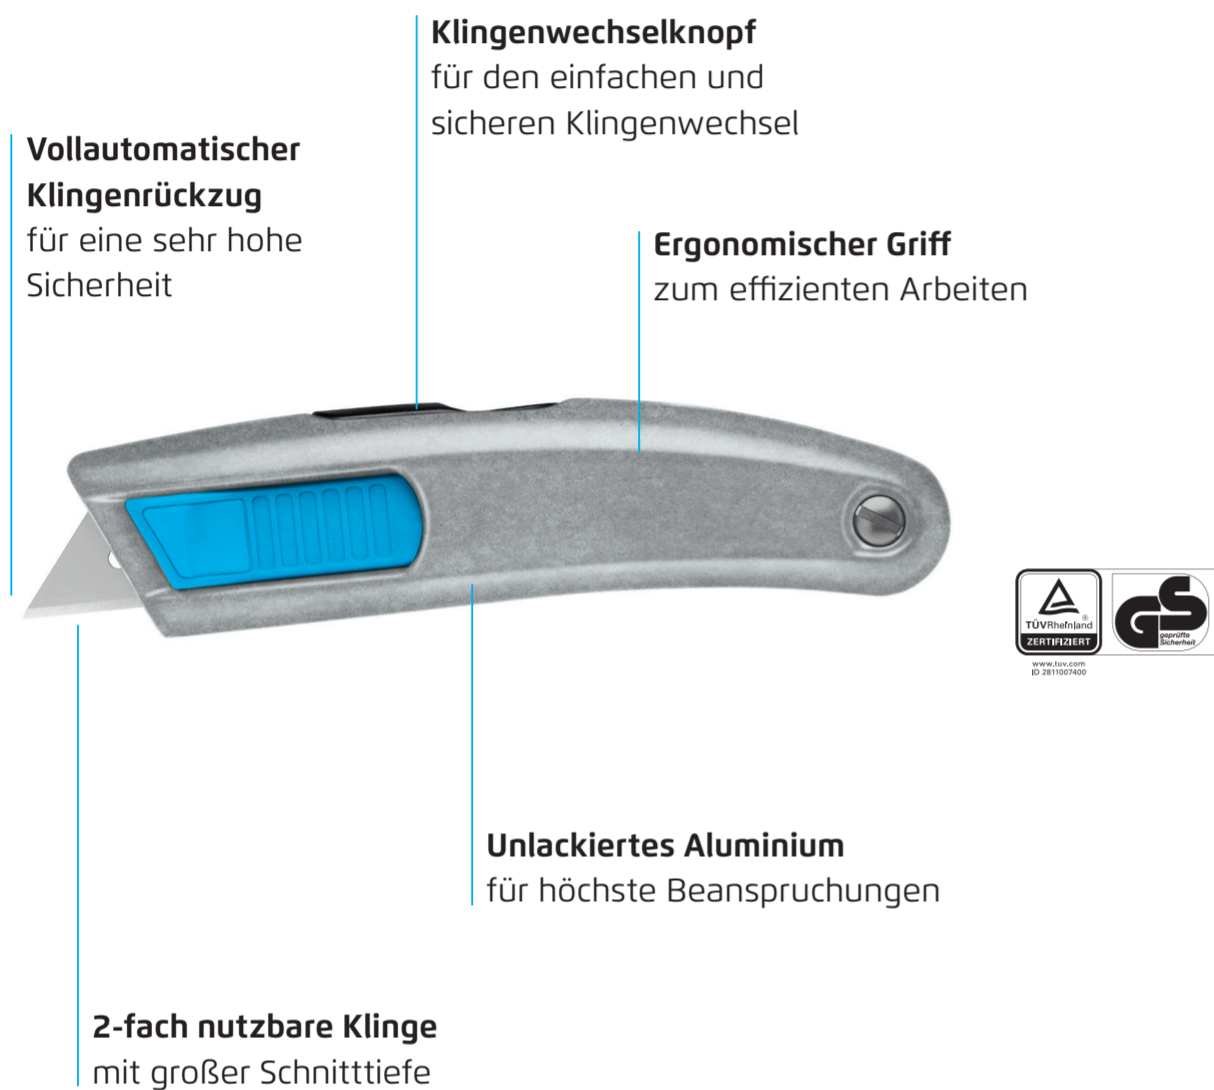 Klingenwechselknopf
für den einfachen und
sicheren Klingenwechsel
Vollautomatischer
Klingenrückzug
für eine sehr hohe
Sicherheit
Ergonomischer Griff
zum effizienten Arbeiten
TÜVRheinland
®
ZERTIFIZIERT
www.tuv.com
ID 2811007400
GS
geprüfte
Sicherheit
Unlackiertes Aluminium
für höchste Beanspruchungen
2-fach nutzbare Klinge
mit großer Schnitttiefe